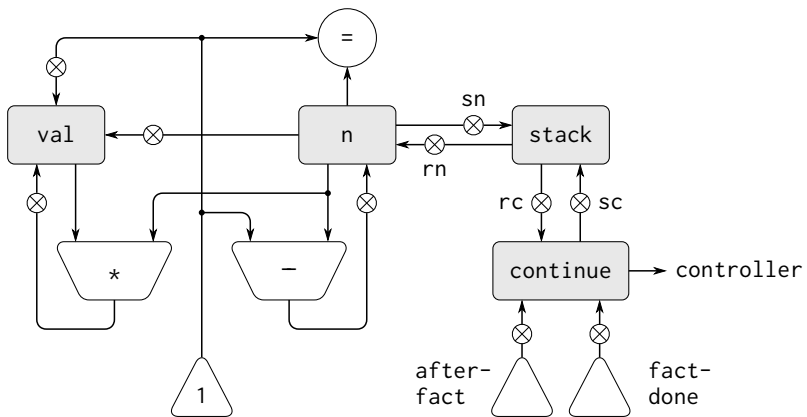 =
sn
val
n
stack
rn
rc
sc
*
−
continue
controller
after-
fact
fact-
done
1